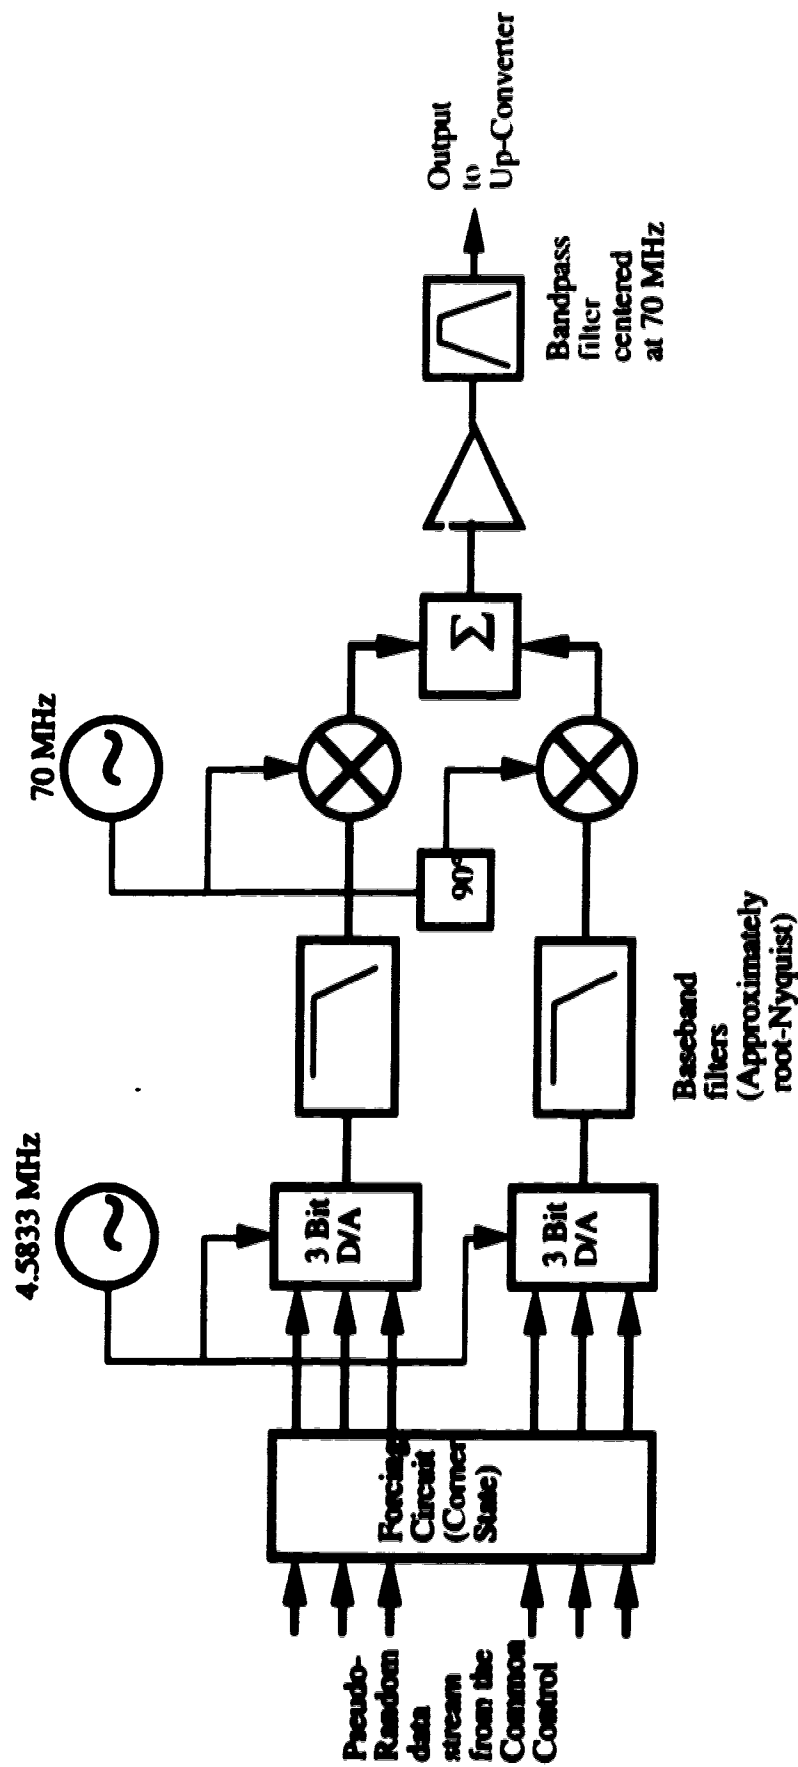 Pseudo-
Random
data
stream
from the
Common
Control
Forcing
Circuit
(Corner
State)
4.5833 MHz
3 Bit
D/A
3 Bit
D/A
Baseband
filters
(Approximately
root-Nyquist)
70 MHz
90°
Σ
Bandpass
filter
centered
at 70 MHz
Output
to
Up-Converter